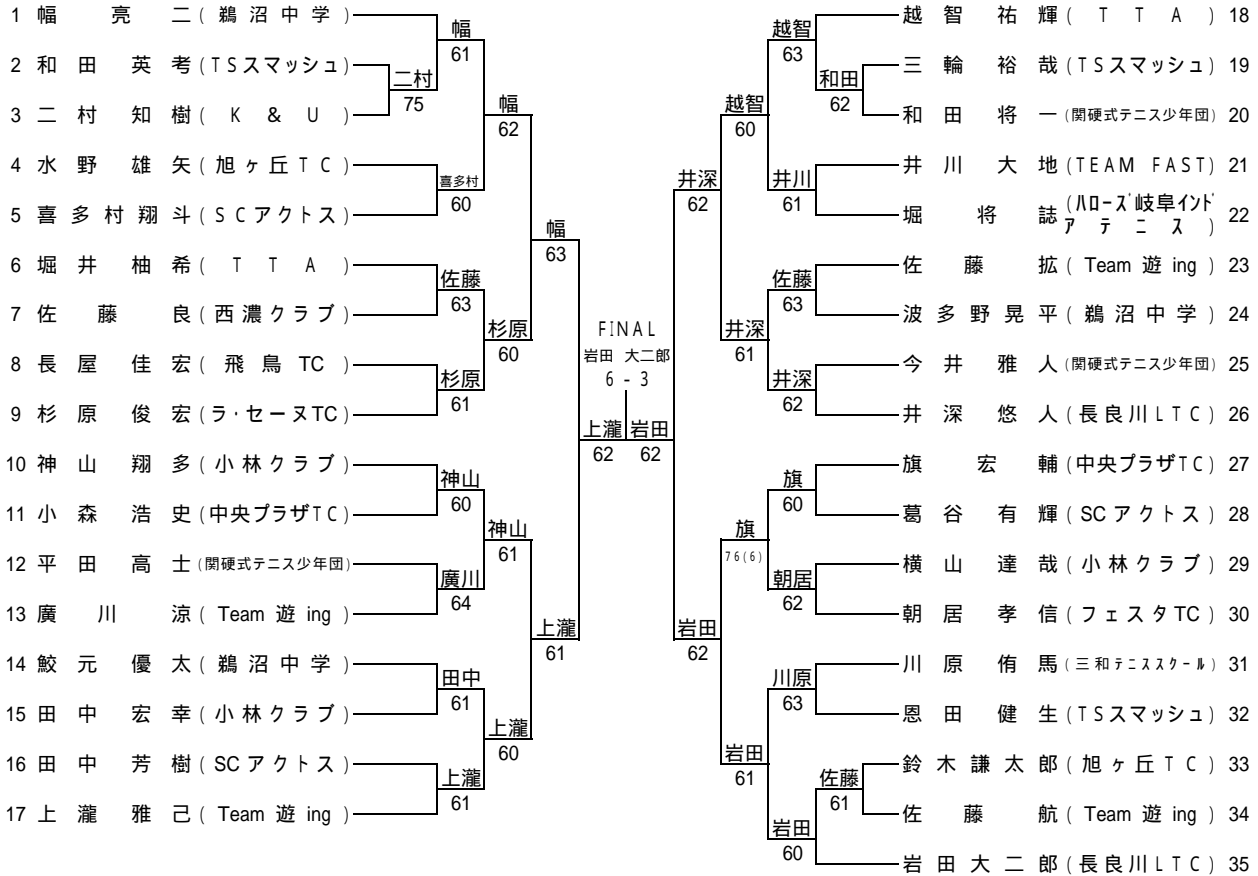 1 幅 亮 二 ( 鵜 沼 中 学 )
2 和 田 英 考 (TSスマッシュ)
3 二 村 知 樹 ( K & U )
4 水 野 雄 矢 ( 旭ヶ丘 T C )
5 喜 多 村 翔 斗 ( S C アクトス )
6 堀 井 柚 希 ( T T A )
7 佐 藤 良 ( 西 濃 ク ラ ブ )
8 長 屋 佳 宏 ( 飛 鳥 TC )
9 杉 原 俊 宏 (ラ・セーヌTC)
10 神 山 翔 多 ( 小 林 ク ラ ブ )
11 小 森 浩 史 (中央プラザTC)
12 平 田 高 士 (関硬式テニス少年団)
13 廣 川 涼 ( Team 遊 ing )
14 鮫 元 優 太 ( 鵜 沼 中 学 )
15 田 中 宏 幸 ( 小 林 ク ラ ブ )
16 田 中 芳 樹 ( SC アクトス )
17 上 瀧 雅 己 ( Team 遊 ing )
二村
75
幅
61
喜多村
60
佐藤
63
杉原
61
神山
60
廣川
64
田中
61
上瀧
61
幅
62
杉原
60
神山
61
上瀧
60
幅
63
上瀧
61
上瀧
62
FINAL
岩田 大二郎
6 - 3
岩田
62
井深
62
岩田
62
越智
60
井深
61
旗
76(6)
岩田
61
越智
63
井川
61
佐藤
63
井深
62
旗
60
朝居
62
川原
63
岩田
60
和田
62
佐藤
61
越 智 祐 輝 ( T T A ) 18
三 輪 裕 哉 (TSスマッシュ) 19
和 田 将 一 (関硬式テニス少年団) 20
井 川 大 地 (TEAM FAST) 21
堀 将 誌 (ハローズ岐阜インドアテニス) 22
佐 藤 拡 ( Team 遊 ing ) 23
波 多 野 晃 平 ( 鵜 沼 中 学 ) 24
今 井 雅 人 (関硬式テニス少年団) 25
井 深 悠 人 ( 長 良 川 L T C ) 26
旗 宏 輔 (中央プラザTC) 27
葛 谷 有 輝 ( SC アクトス ) 28
横 山 達 哉 ( 小 林 ク ラ ブ ) 29
朝 居 孝 信 (フェスタTC) 30
川 原 侑 馬 (三和テニススクール) 31
恩 田 健 生 (TSスマッシュ) 32
鈴 木 謙 太 郎 ( 旭ヶ丘 T C ) 33
佐 藤 航 ( Team 遊 ing ) 34
岩 田 大 二 郎 ( 長 良 川 L T C ) 35